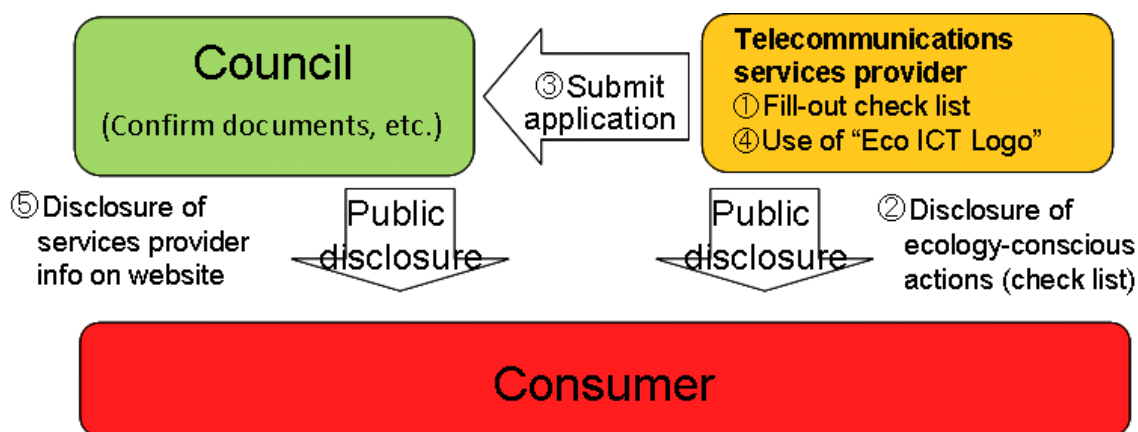 Council
(Confirm documents, etc.)
③Submit
application
Telecommunications
services provider
①Fill-out check list
④Use of “Eco ICT Logo”
⑤Disclosure of
services provider
info on website
Public
disclosure
Public
disclosure
②Disclosure of
ecology-conscious
actions (check list)
Consumer